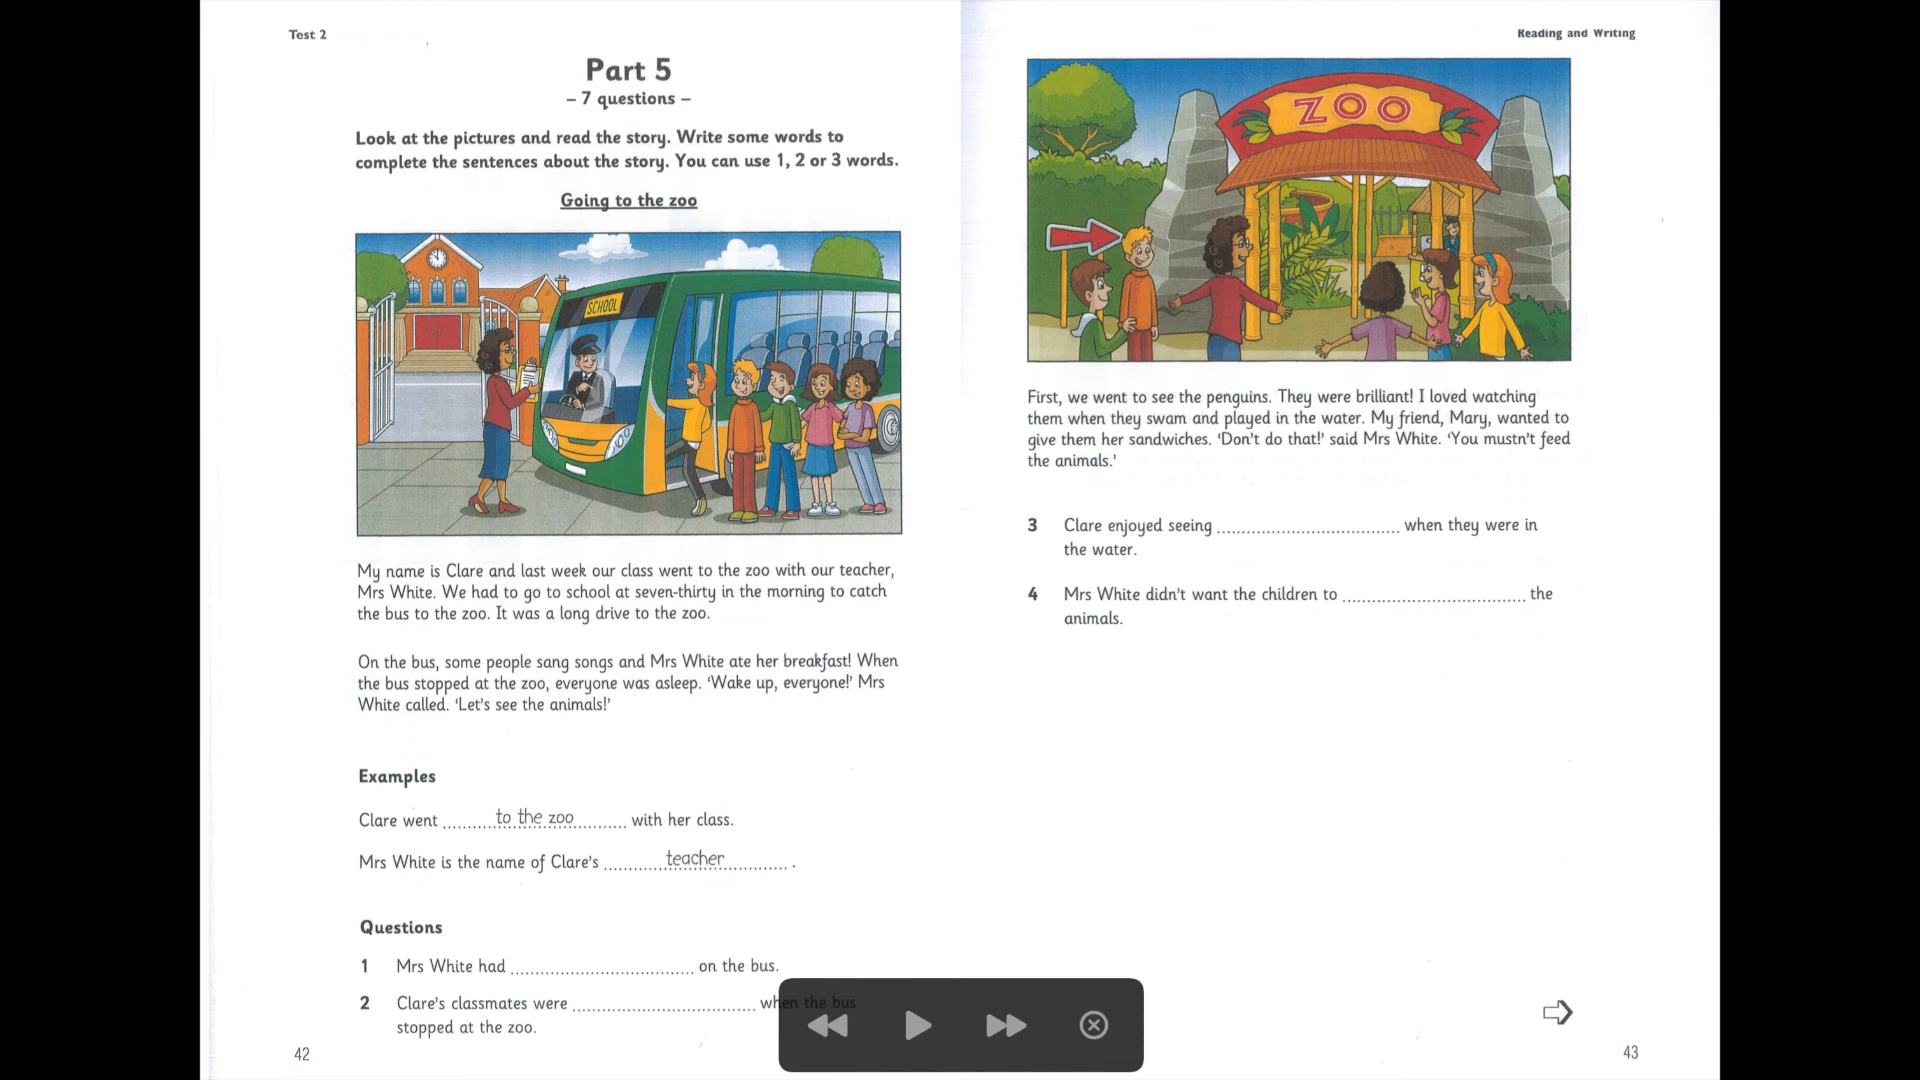 Test 2
Part 5
– 7 questions –
Look at the pictures and read the story. Write some words to
complete the sentences about the story. You can use 1, 2 or 3 words.
Going to the zoo
SCHOOL
My name is Clare and last week our class went to the zoo with our teacher,
Mrs White. We had to go to school at seven-thirty in the morning to catch
the bus to the zoo. It was a long drive to the zoo.
On the bus, some people sang songs and Mrs White ate her breakfast! When
the bus stopped at the zoo, everyone was asleep. ‘Wake up, everyone!’ Mrs
White called. ‘Let’s see the animals!’
Examples
Clare went ........ to the zoo ........ with her class.
Mrs White is the name of Clare’s ........ teacher ........ .
Questions
1 Mrs White had ................................ on the bus.
2 Clare’s classmates were ................................ when the bus
stopped at the zoo.
42
Reading and Writing
ZOO
First, we went to see the penguins. They were brilliant! I loved watching
them when they swam and played in the water. My friend, Mary, wanted to
give them her sandwiches. ‘Don’t do that!’ said Mrs White. ‘You mustn’t feed
the animals.’
3 Clare enjoyed seeing ................................ when they were in
the water.
4 Mrs White didn’t want the children to ................................ the
animals.
43